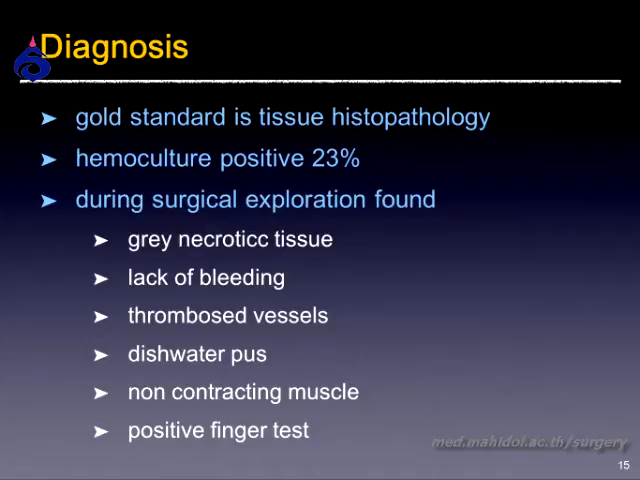 Diagnosis
gold standard is tissue histopathology
hemoculture positive 23%
during surgical exploration found
grey necroticc tissue
lack of bleeding
thrombosed vessels
dishwater pus
non contracting muscle
positive finger test
med.mahidol.ac.th/surgery
15